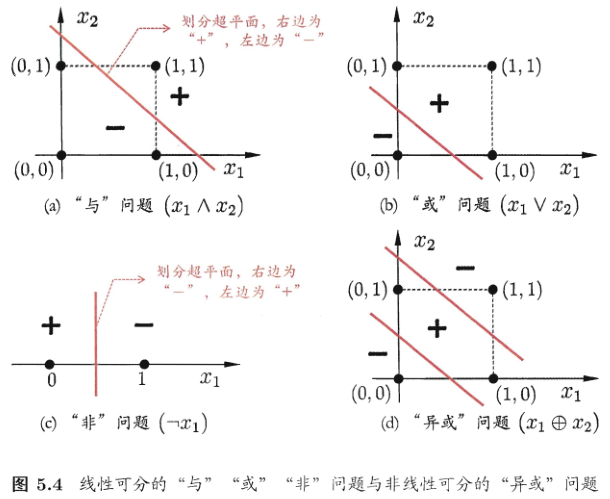 x₂
划分超平面，右边为
“+”，左边为“−”
(0, 1)
(1, 1)
+
−
(0, 0)
(1, 0)
x₁
(a) “与” 问题 (x₁ ∧ x₂)
x₂
(0, 1)
(1, 1)
+
−
(0, 0)
(1, 0)
x₁
(b) “或” 问题 (x₁ ∨ x₂)
划分超平面，右边为
“−”，左边为“+”
+
−
0
1
x₁
(c) “非” 问题 (¬x₁)
x₂
−
(0, 1)
(1, 1)
+
−
(0, 0)
(1, 0)
x₁
(d) “异或” 问题 (x₁ ⊕ x₂)
图 5.4 线性可分的“与”“或”“非”问题与非线性可分的“异或”问题